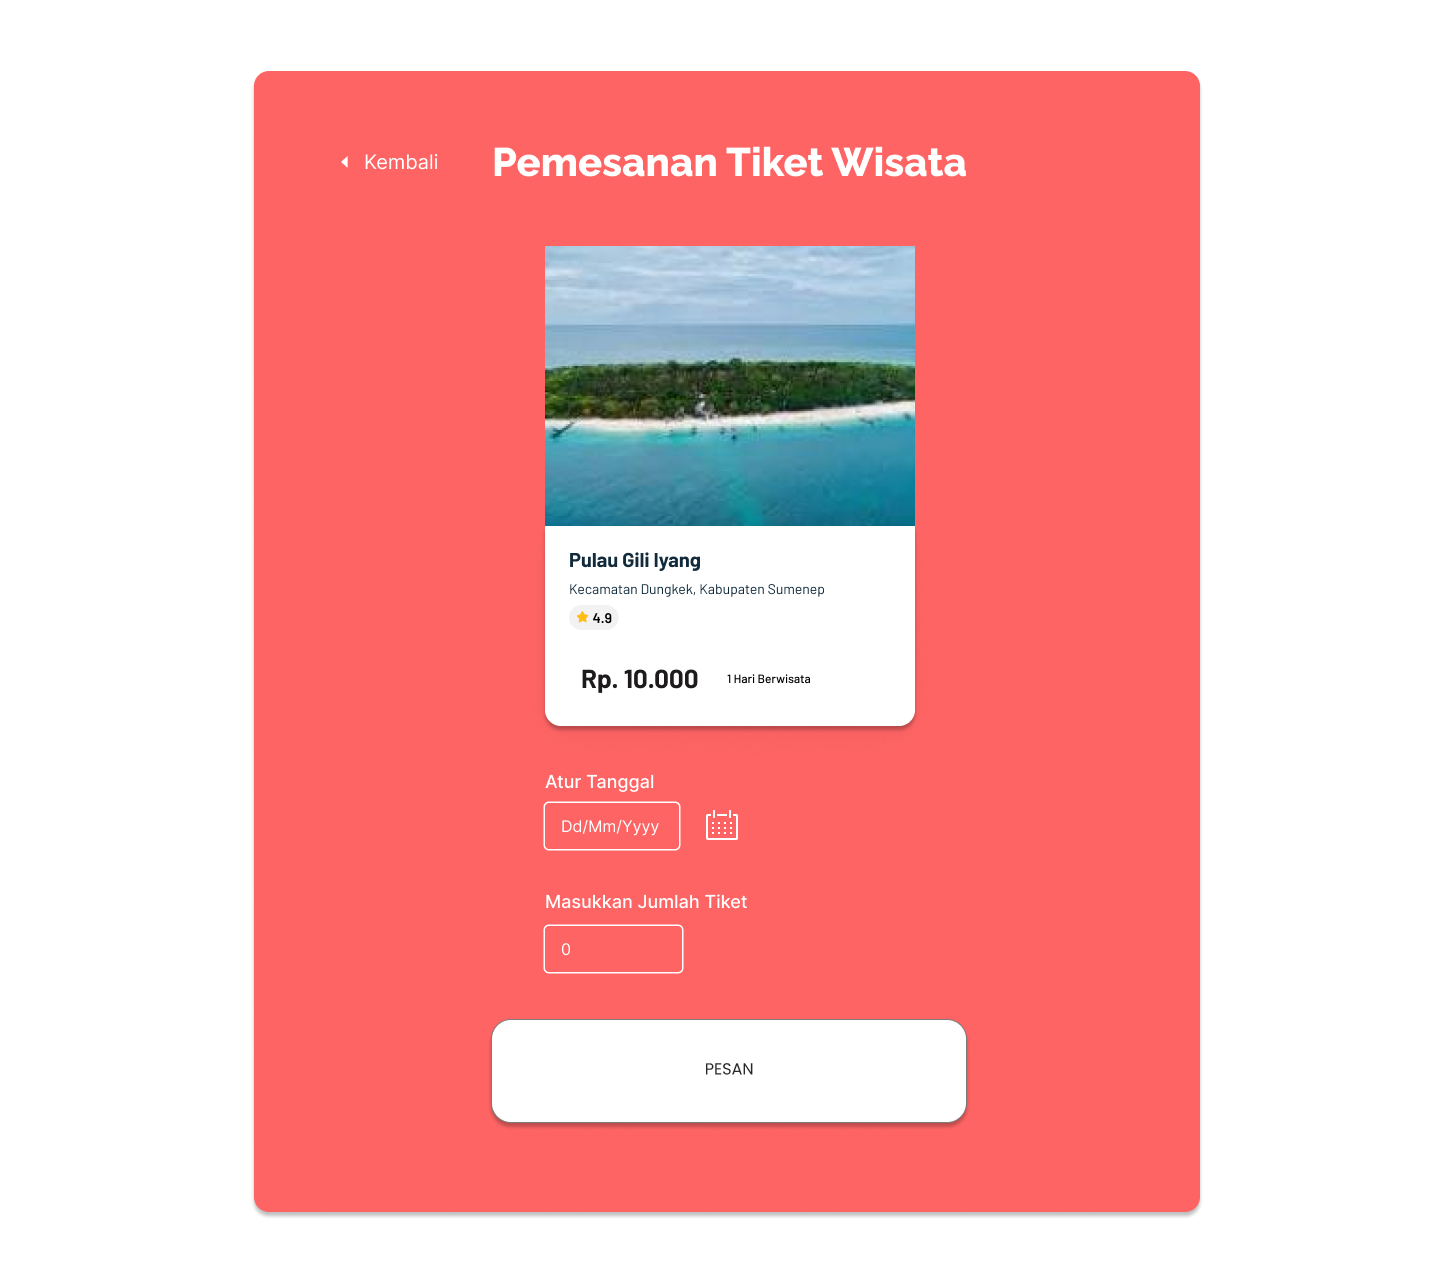 Kembali
Pemesanan Tiket Wisata
Pulau Gili Iyang
Kecamatan Dungkek, Kabupaten Sumenep
4.9
Rp. 10.000
1 Hari Berwisata
Atur Tanggal
Dd/Mm/Yyyy
Masukkan Jumlah Tiket
0
PESAN